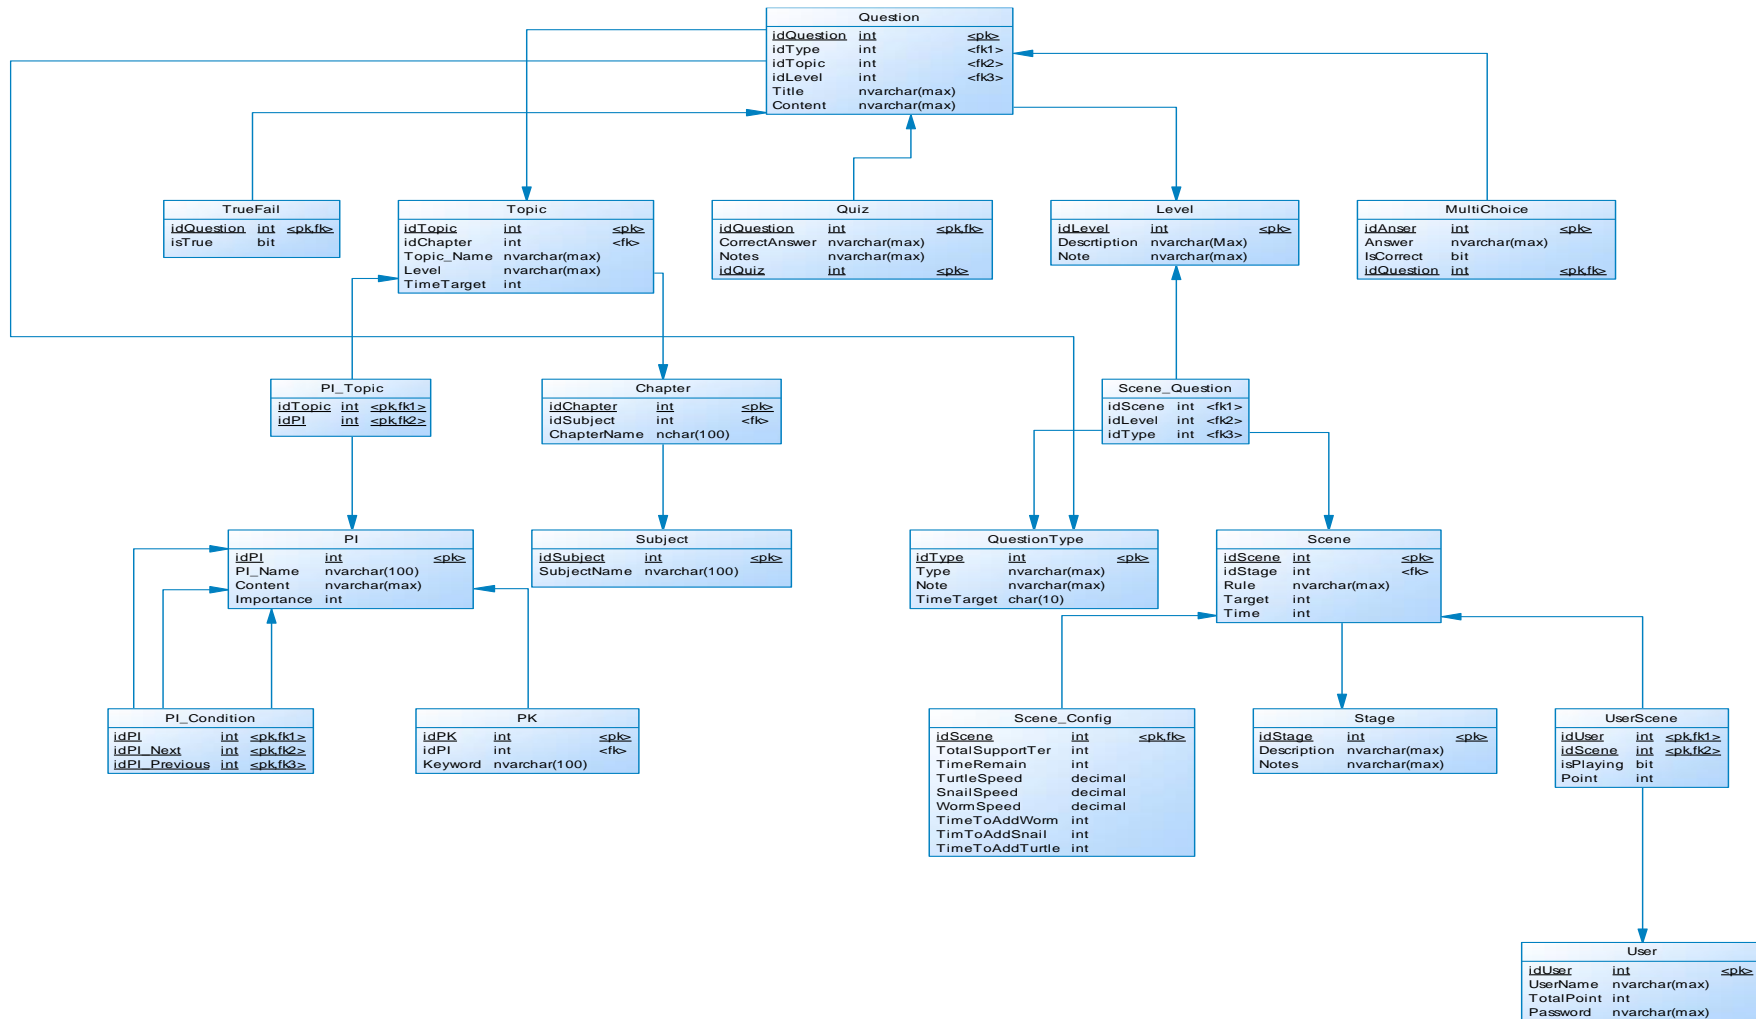 Question
idQuestion int <pk>
idType int <fk1>
idTopic int <fk2>
idLevel int <fk3>
Title nvarchar(max)
Content nvarchar(max)
TrueFail
idQuestion int <pk,fk>
isTrue bit
Topic
idTopic int <pk>
idChapter int <fk>
Topic_Name nvarchar(max)
Level nvarchar(max)
TimeTarget int
Quiz
idQuestion int <pk,fk>
CorrectAnswer nvarchar(max)
Notes nvarchar(max)
idQuiz int <pk>
Level
idLevel int <pk>
Desctiption nvarchar(Max)
Note nvarchar(max)
MultiChoice
idAnser int <pk>
Answer nvarchar(max)
IsCorrect bit
idQuestion int <pk,fk>
PI_Topic
idTopic int <pk,fk1>
idPI int <pk,fk2>
Chapter
idChapter int <pk>
idSubject int <fk>
ChapterName nchar(100)
Scene_Question
idScene int <fk1>
idLevel int <fk2>
idType int <fk3>
PI
idPI int <pk>
PI_Name nvarchar(100)
Content nvarchar(max)
Importance int
Subject
idSubject int <pk>
SubjectName nvarchar(100)
QuestionType
idType int <pk>
Type nvarchar(max)
Note nvarchar(max)
TimeTarget char(10)
Scene
idScene int <pk>
idStage int <fk>
Rule nvarchar(max)
Target int
Time int
PI_Condition
idPI int <pk,fk1>
idPI_Next int <pk,fk2>
idPI_Previous int <pk,fk3>
PK
idPK int <pk>
idPI int <fk>
Keyword nvarchar(100)
Scene_Config
idScene int <pk,fk>
TotalSupportTer int
TimeRemain int
TurtleSpeed decimal
SnailSpeed decimal
WormSpeed decimal
TimeToAddWorm int
TimToAddSnail int
TimeToAddTurtle int
Stage
idStage int <pk>
Description nvarchar(max)
Notes nvarchar(max)
UserScene
idUser int <pk,fk1>
idScene int <pk,fk2>
isPlaying bit
Point int
User
idUser int <pk>
UserName nvarchar(max)
TotalPoint int
Password nvarchar(max)